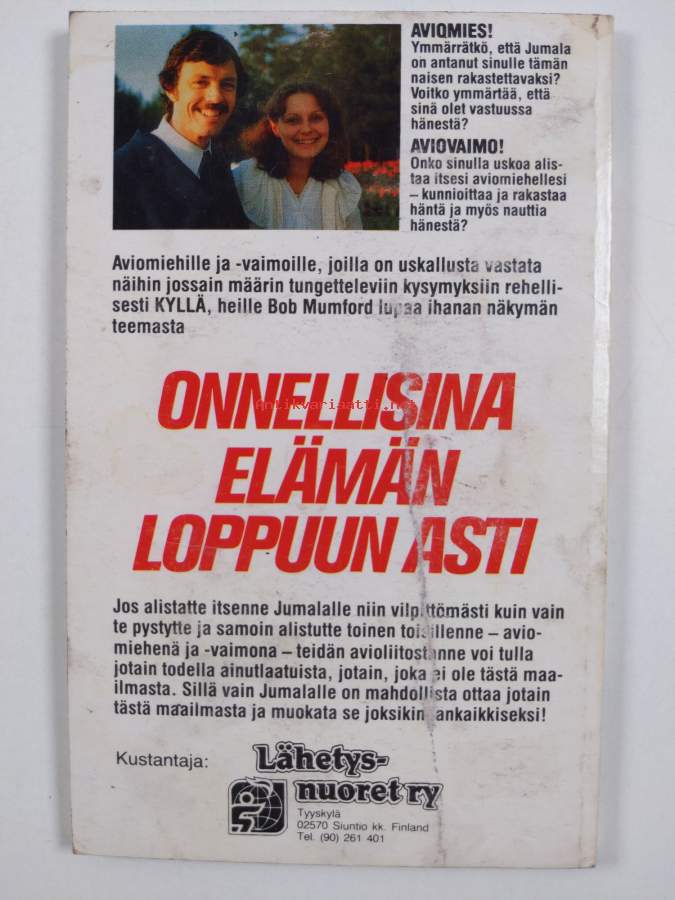 AVIOMIES!
Ymmärrätkö, että Jumala
on antanut sinulle tämän
naisen rakastettavaksi?
Voitko ymmärtää, että
sinä olet vastuussa
hänestä?
AVIOVAIMO!
Onko sinulla uskoa alis-
taa itsesi aviomiehellesi
– kunnioittaa ja rakastaa
häntä ja myös nauttia
hänestä?
Aviomiehille ja -vaimoille, joilla on uskallusta vastata
näihin jossain määrin tungetteleviin kysymyksiin rehelli-
sesti KYLLÄ, heille Bob Mumford lupaa ihanan näkymän
teemasta
ONNELLISINA
Antikvariaatti.net
ELÄMÄN
LOPPUUN ASTI
Jos alistatte itsenne Jumalalle niin vilpittömästi kuin vain
te pystytte ja samoin alistutte toinen toisillenne – avio-
miehenä ja -vaimona – teidän avioliitostanne voi tulla
jotain todella ainutlaatuista, jotain, joka ei ole tästä maa-
ilmasta. Sillä vain Jumalalle on mahdollista ottaa jotain
tästä maailmasta ja muokata se joksikin iankaikkiseksi!
Kustantaja:
Lähetys-
nuoret ry
Tyyskylä
02570 Siuntio kk. Finland
Tel. (90) 261 401